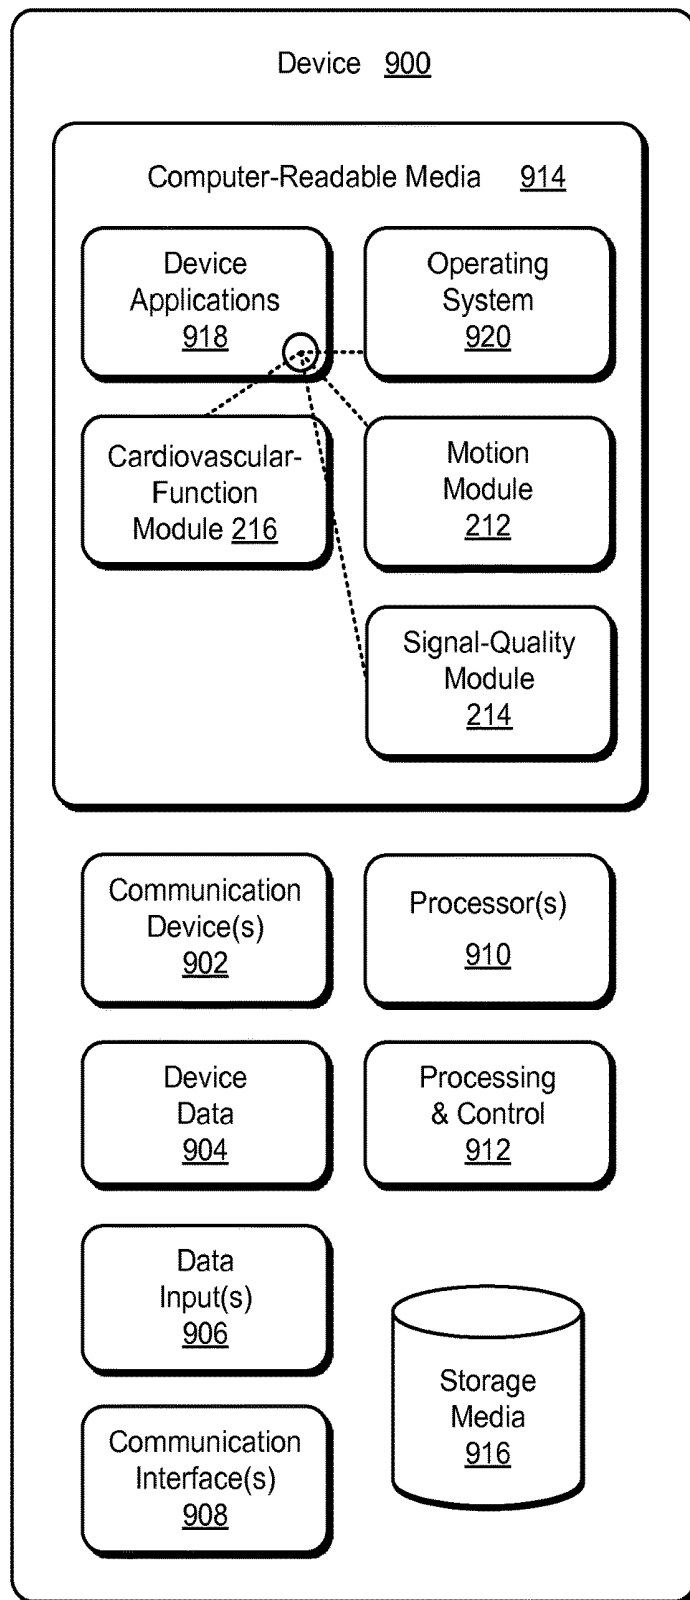 Device 900
Computer-Readable Media 914
Device
Applications
918
Operating
System
920
Cardiovascular-
Function
Module 216
Motion
Module
212
Signal-Quality
Module
214
Communication
Device(s)
902
Processor(s)
910
Device
Data
904
Processing
& Control
912
Data
Input(s)
906
Storage
Media
916
Communication
Interface(s)
908